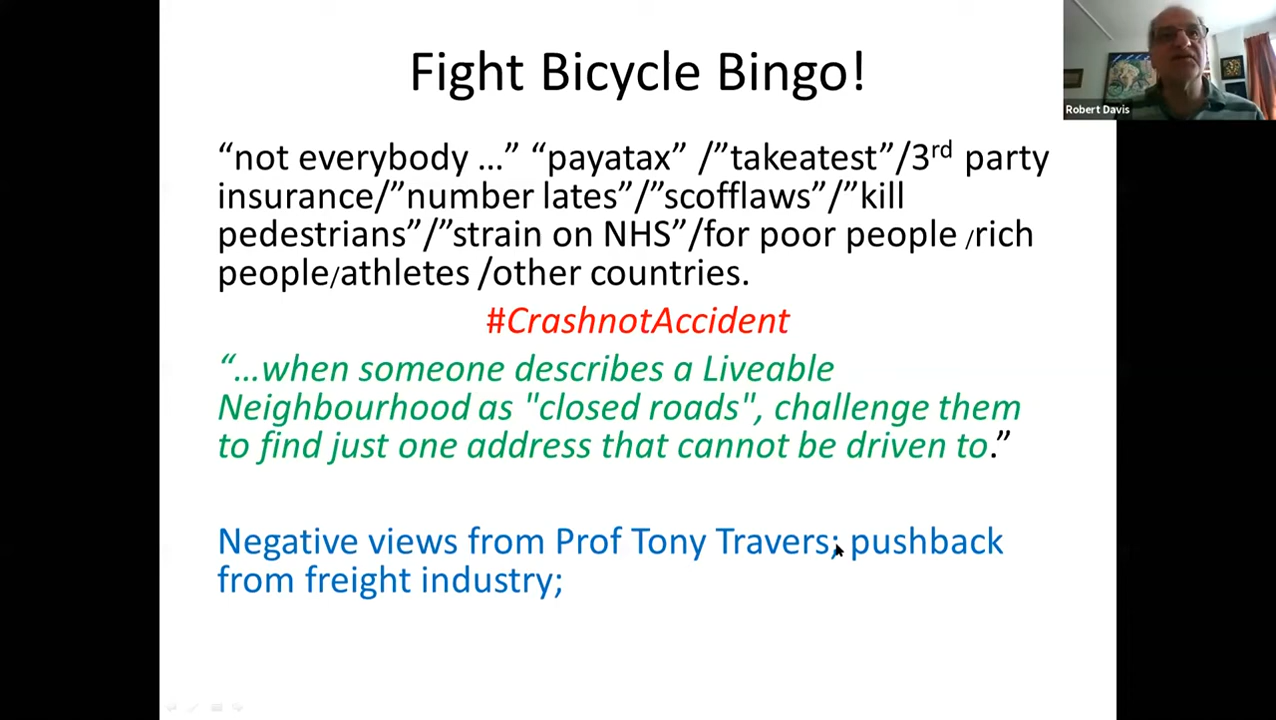 Fight Bicycle Bingo!
Robert Davis
“not everybody …” “payatax” /”takeatest”/3rd party
insurance/”number lates”/”scofflaws”/”kill
pedestrians”/”strain on NHS”/for poor people /rich
people/athletes /other countries.
#CrashnotAccident
“…when someone describes a Liveable
Neighbourhood as "closed roads", challenge them
to find just one address that cannot be driven to.”
Negative views from Prof Tony Travers; pushback
from freight industry;